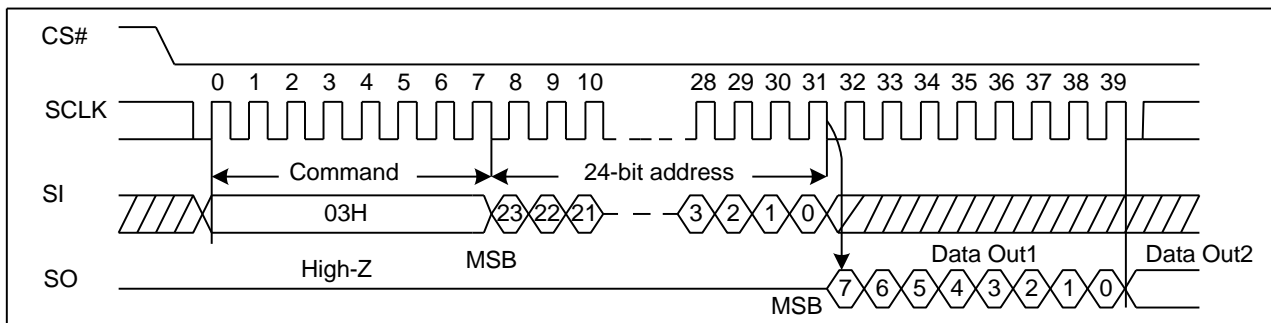 CS#
0 1 2 3 4 5 6 7 8 9 10 28 29 30 31 32 33 34 35 36 37 38 39
SCLK
Command 24-bit address
SI
03H 23 22 21 3 2 1 0
High-Z MSB Data Out1 Data Out2
SO
MSB 7 6 5 4 3 2 1 0